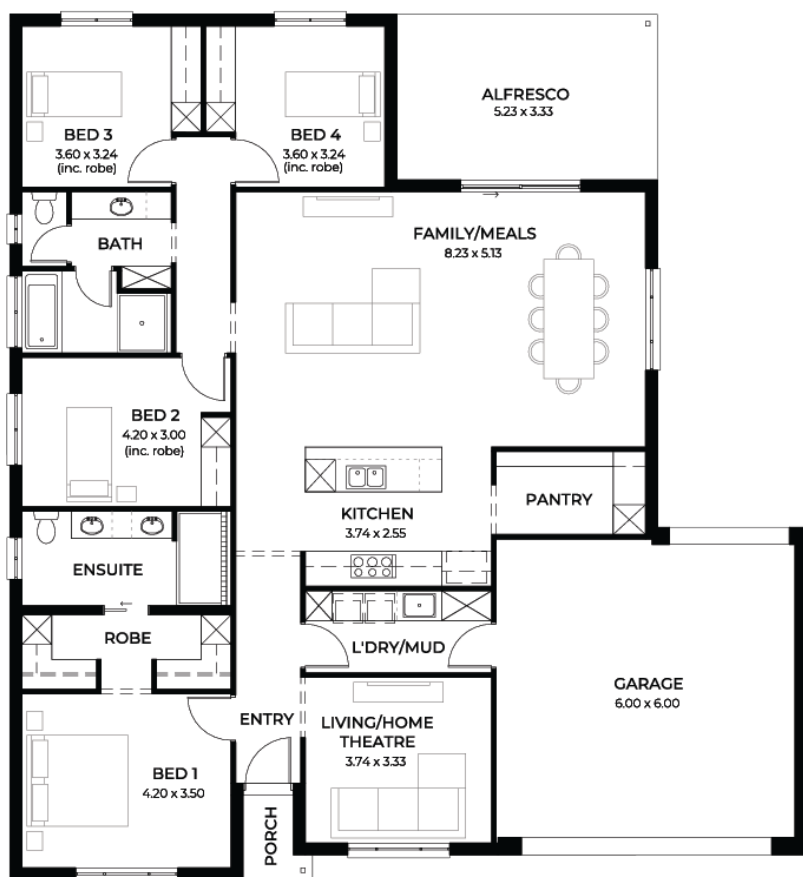 ALFRESCO
5.23 x 3.33
BED 3
3.60 x 3.24
(inc. robe)
BED 4
3.60 x 3.24
(inc. robe)
BATH
FAMILY/MEALS
8.23 x 5.13
BED 2
4.20 x 3.00
(inc. robe)
KITCHEN
3.74 x 2.55
PANTRY
ENSUITE
ROBE
L'DRY/MUD
GARAGE
6.00 x 6.00
ENTRY
LIVING/HOME
THEATRE
3.74 x 3.33
BED 1
4.20 x 3.50
PORCH